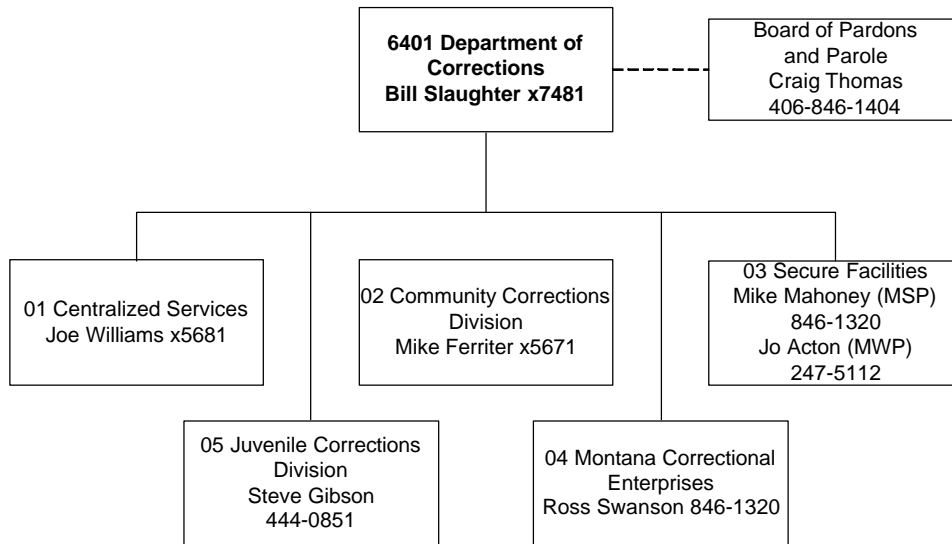 6401 Department of
Corrections
Bill Slaughter x7481
Board of Pardons
and Parole
Craig Thomas
406-846-1404
01 Centralized Services
Joe Williams x5681
02 Community Corrections
Division
Mike Ferriter x5671
03 Secure Facilities
Mike Mahoney (MSP)
846-1320
Jo Acton (MWP)
247-5112
05 Juvenile Corrections
Division
Steve Gibson
444-0851
04 Montana Correctional
Enterprises
Ross Swanson 846-1320